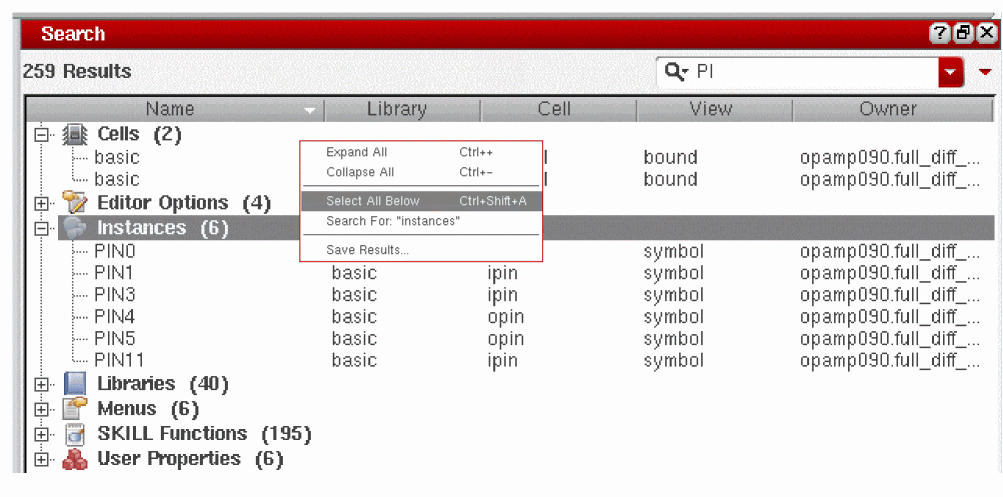 Search
259 Results PI
Name Library Cell View Owner
Cells (2)
basic bound opamp090.full_diff_...
basic bound opamp090.full_diff_...
Editor Options (4)
Instances (6)
PIN0 symbol opamp090.full_diff_...
PIN1 basic ipin symbol opamp090.full_diff_...
PIN3 basic ipin symbol opamp090.full_diff_...
PIN4 basic opin symbol opamp090.full_diff_...
PIN5 basic opin symbol opamp090.full_diff_...
PIN11 basic ipin symbol opamp090.full_diff_...
Libraries (40)
Menus (6)
SKILL Functions (195)
User Properties (6)
Expand All Ctrl++
Collapse All Ctrl+-
Select All Below Ctrl+Shift+A
Search For: "instances"
Save Results...